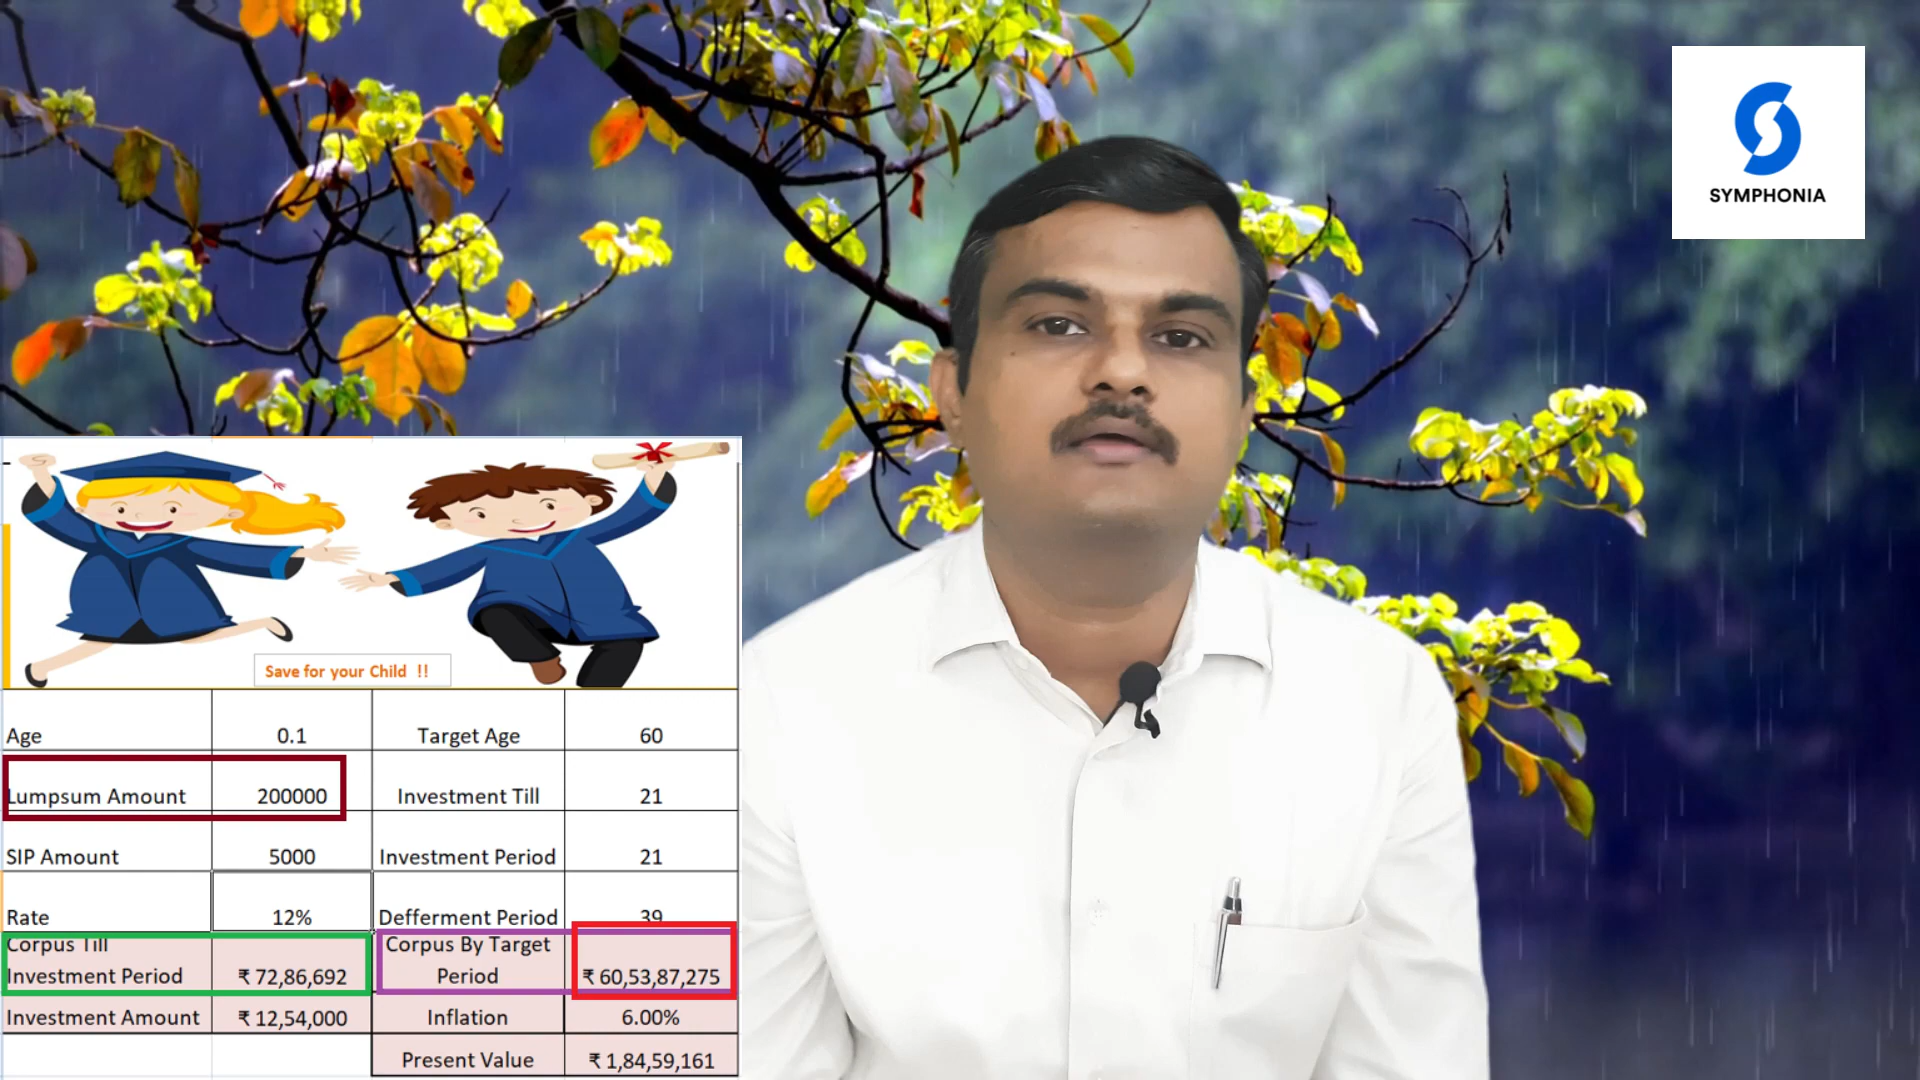 SYMPHONIA
Save for your Child !!
Age 0.1 Target Age 60
Lumpsum Amount 200000 Investment Till 21
SIP Amount 5000 Investment Period 21
Rate 12% Defferment Period 39
Corpus Till
Investment Period ₹ 72,86,692
Corpus By Target
Period ₹ 60,53,87,275
Investment Amount ₹ 12,54,000 Inflation 6.00%
Present Value ₹ 1,84,59,161